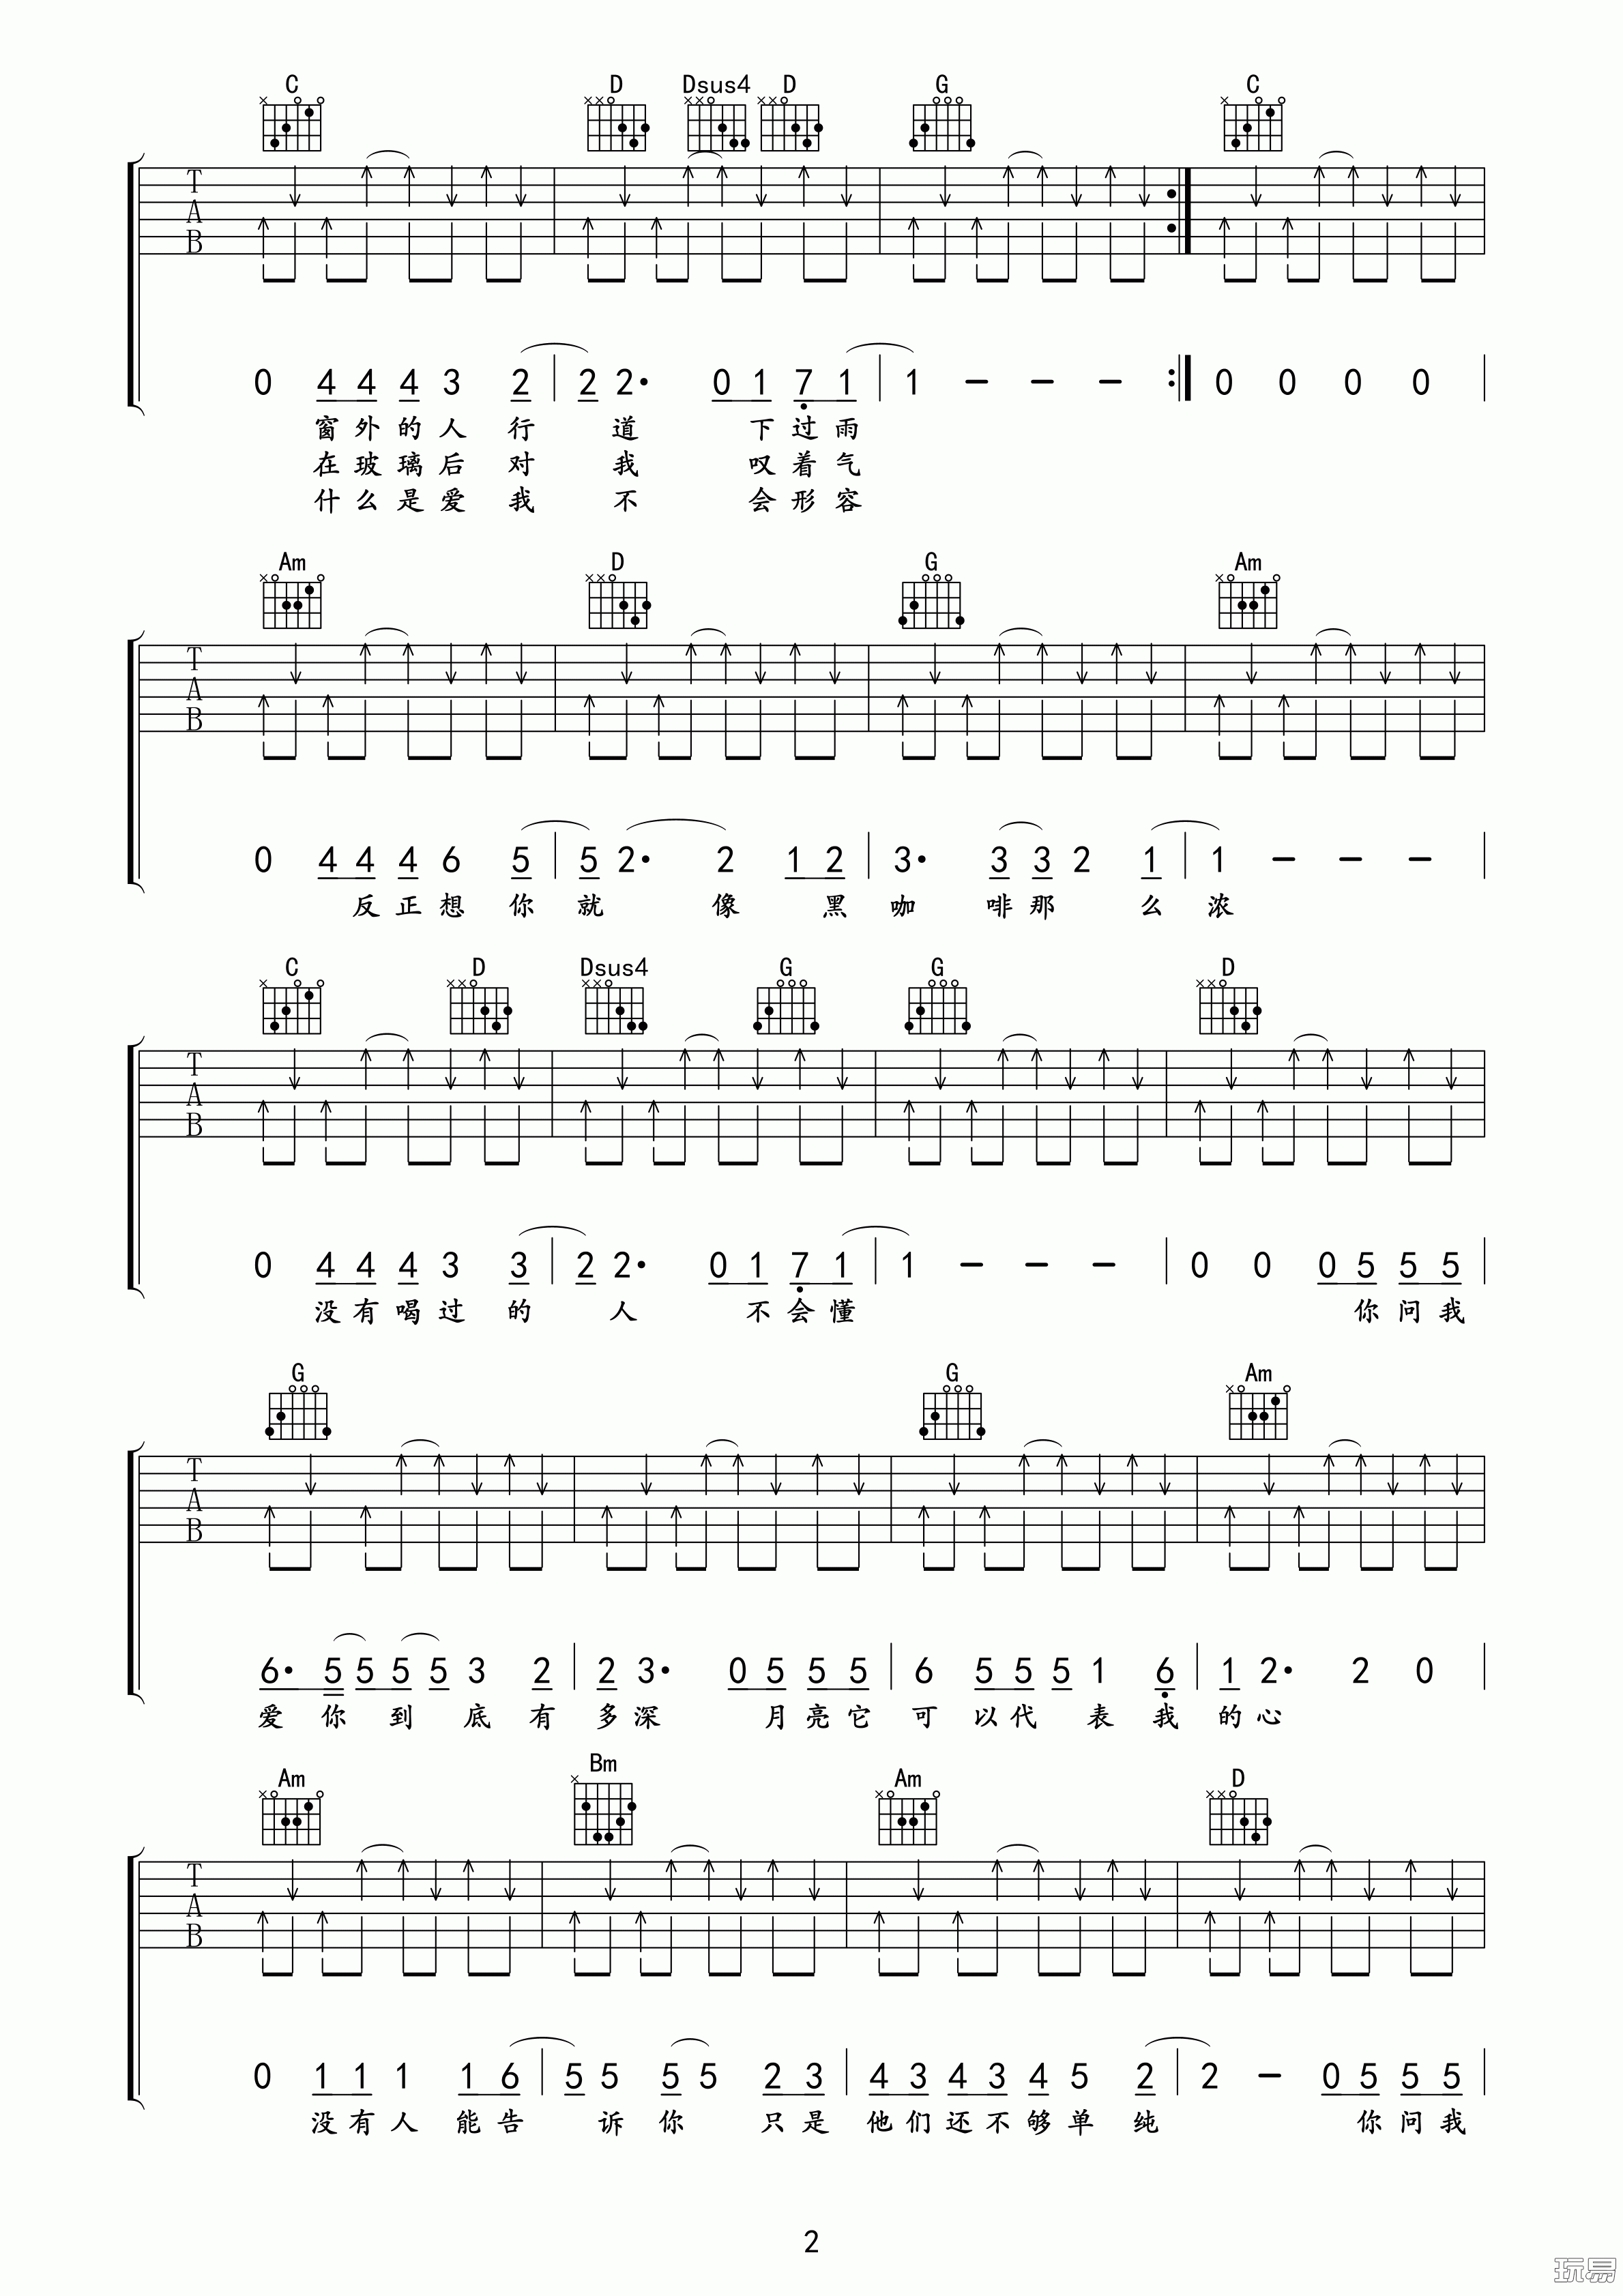 C D Dsus4 D G C
T
A
B
0 4 4 4 3 2 | 2 2· 0 1 7 1 | 1 – – – :| 0 0 0 0 |
窗外的人行道 下过雨
在玻璃后对我 叹着气
什么是爱我不 会形容
Am D G Am
T
A
B
0 4 4 4 6 5 | 5 2· 2 1 2 | 3· 3 3 2 1 | 1 – – – |
反正想你就像黑咖啡那么浓
C D Dsus4 G G D
T
A
B
0 4 4 4 3 3 | 2 2· 0 1 7 1 | 1 – – – | 0 0 0 5 5 5 |
没有喝过的人 不会懂 你问我
G G Am
T
A
B
6· 5 5 5 5 3 2 | 2 3· 0 5 5 5 | 6 5 5 5 1 6 | 1 2· 2 0 |
爱你到底有多深 月亮它可以代表我的心
Am Bm Am D
T
A
B
0 1 1 1 1 6 | 5 5 5 5 2 3 | 4 3 4 3 4 5 2 | 2 – 0 5 5 5 |
没有人能告诉你 只是他们还不够单纯 你问我
2
玩易